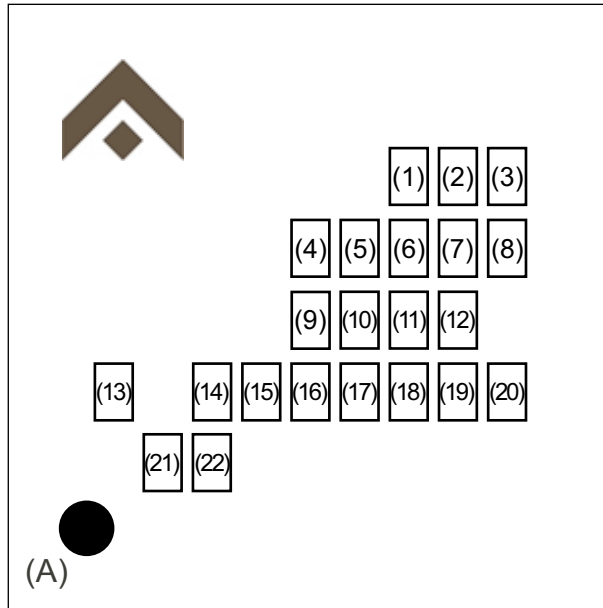 (1) (2) (3)
(4) (5) (6) (7) (8)
(9) (10) (11) (12)
(13) (14) (15) (16) (17) (18) (19) (20)
(21) (22)
(A)